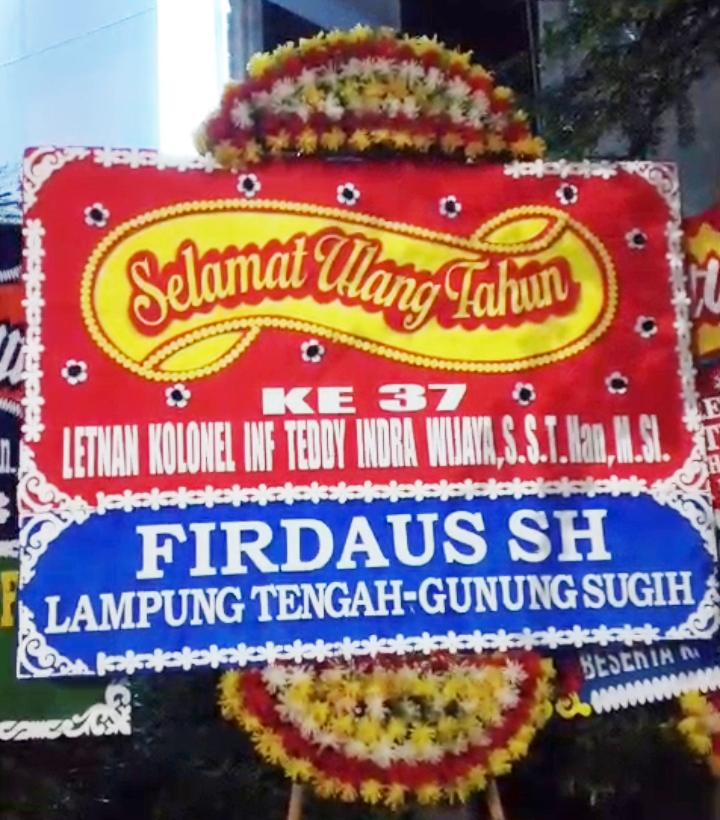 Selamat Ulang Tahun
KE 37
LETNAN KOLONEL INF TEDDY INDRA WIJAYA,S.S.T.Han,M.SI.
FIRDAUS SH
LAMPUNG TENGAH-GUNUNG SUGIH
BESERTA